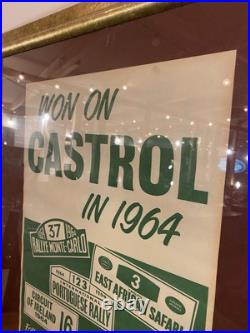 WON ON
CASTROL
IN 1964
37
RALLYE MONTE-CARLO
3
EAST AFRICAN SAFARI
123
PORTUGUESE RALLY
CIRCUIT
OF IRELAND
16